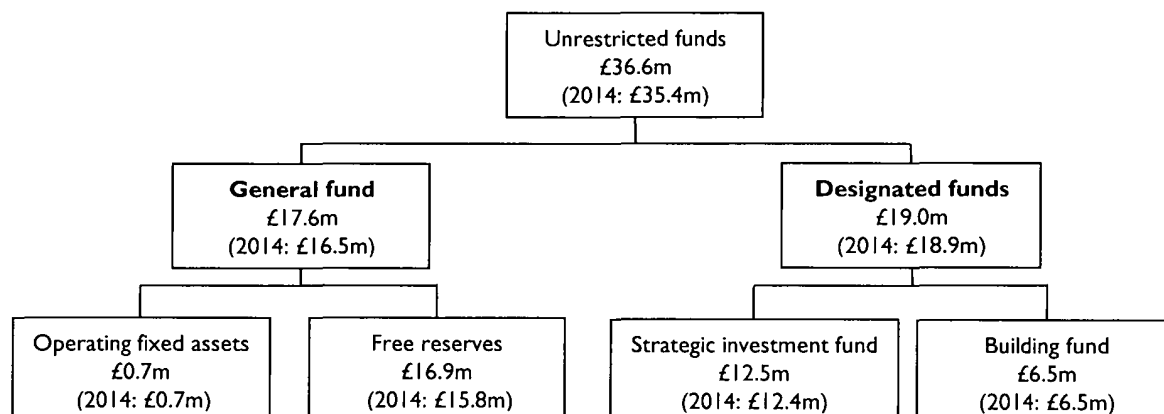 Unrestricted funds
£36.6m
(2014: £35.4m)
General fund
£17.6m
(2014: £16.5m)
Designated funds
£19.0m
(2014: £18.9m)
Operating fixed assets
£0.7m
(2014: £0.7m)
Free reserves
£16.9m
(2014: £15.8m)
Strategic investment fund
£12.5m
(2014: £12.4m)
Building fund
£6.5m
(2014: £6.5m)